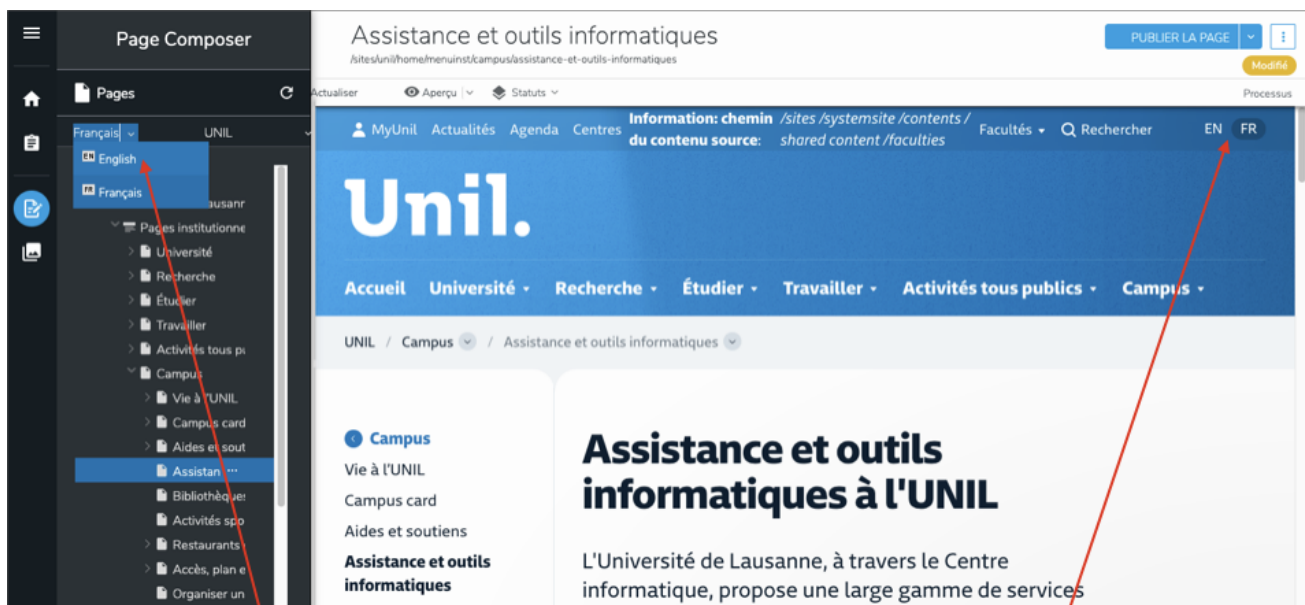 Page Composer
Pages
Français
UNIL
EN English
FR Français
ausanr
Pages institutionne
Université
Recherche
Étudier
Travailler
Activités tous pu
Campus
Vie à l'UNIL
Campus card
Aides et sout
Assistan ···
Bibliothèques
Activités spo
Restaurants
Accès, plan e
Organiser un
Assistance et outils informatiques
/sites/unil/home/menuinst/campus/assistance-et-outils-informatiques
PUBLIER LA PAGE
Modifié
Actualiser Aperçu Statuts Processus
MyUnil Actualités Agenda Centres Information: chemin du contenu source: /sites /systemsite /contents / shared content /faculties Facultés Rechercher EN FR
Unil.
Accueil Université Recherche Étudier Travailler Activités tous publics Campus
UNIL / Campus / Assistance et outils informatiques
Campus
Vie à l'UNIL
Campus card
Aides et soutiens
Assistance et outils
informatiques
Assistance et outils
informatiques à l'UNIL
L'Université de Lausanne, à travers le Centre
informatique, propose une large gamme de services